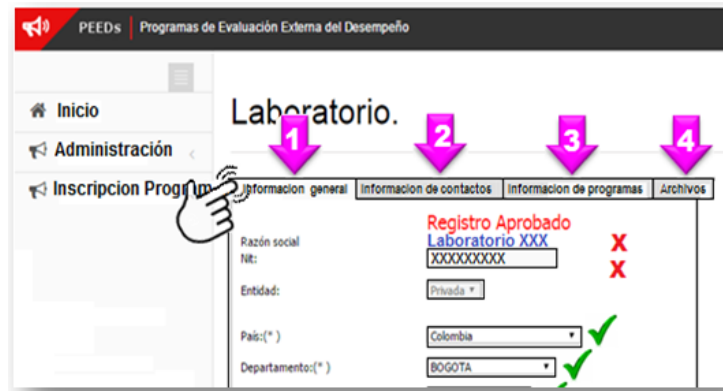 PEEDs Programas de Evaluación Externa del Desempeño
Inicio
Administración
Inscripcion Program
Laboratorio.
1 2 3 4
Informacion general Informacion de contactos Informacion de programas Archivos
Registro Aprobado
Razón social Laboratorio XXX X
Nit: XXXXXXXXX X
Entidad: Privada
País:(* ) Colombia
Departamento:(* ) BOGOTA